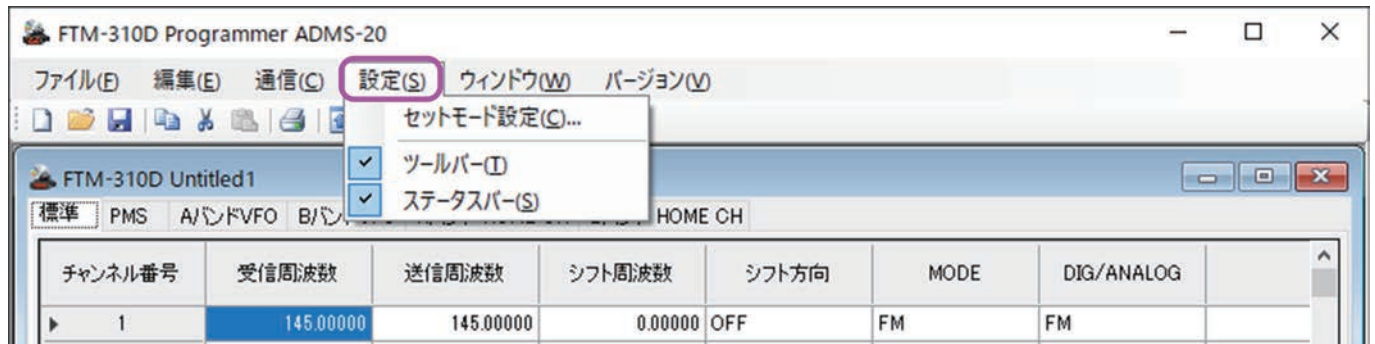 FTM-310D Programmer ADMS-20
ファイル(F) 編集(E) 通信(C) 設定(S) ウィンドウ(W) バージョン(V)
セットモード設定(C)...
ツールバー(T)
ステータスバー(S)
FTM-310D Untitled1
標準 PMS AバンドVFO HOME CH
チャンネル番号 受信周波数 送信周波数 シフト周波数 シフト方向 MODE DIG/ANALOG
1 145.00000 145.00000 0.00000 OFF FM FM